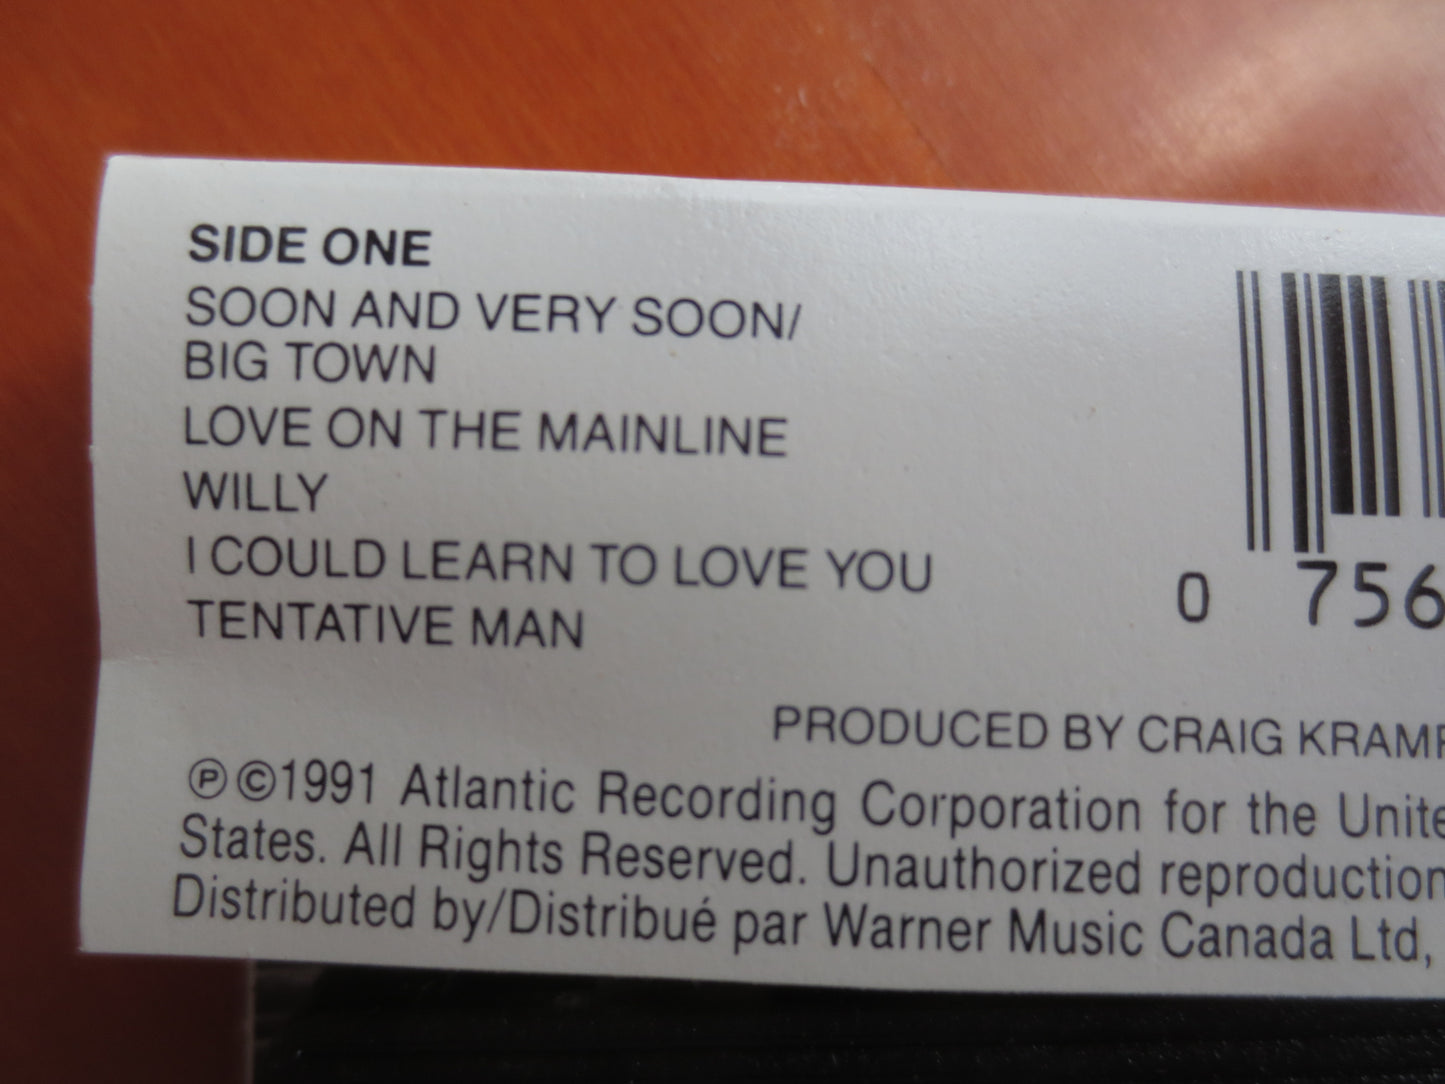 SIDE ONE
SOON AND VERY SOON/
BIG TOWN
LOVE ON THE MAINLINE
WILLY
I COULD LEARN TO LOVE YOU
TENTATIVE MAN
0 756
PRODUCED BY CRAIG
℗©1991 Atlantic Recording Corporation for the
States. All Rights Reserved. Unauthorized reproduction
Distributed by/Distribué par Warner Music Canada Ltd,